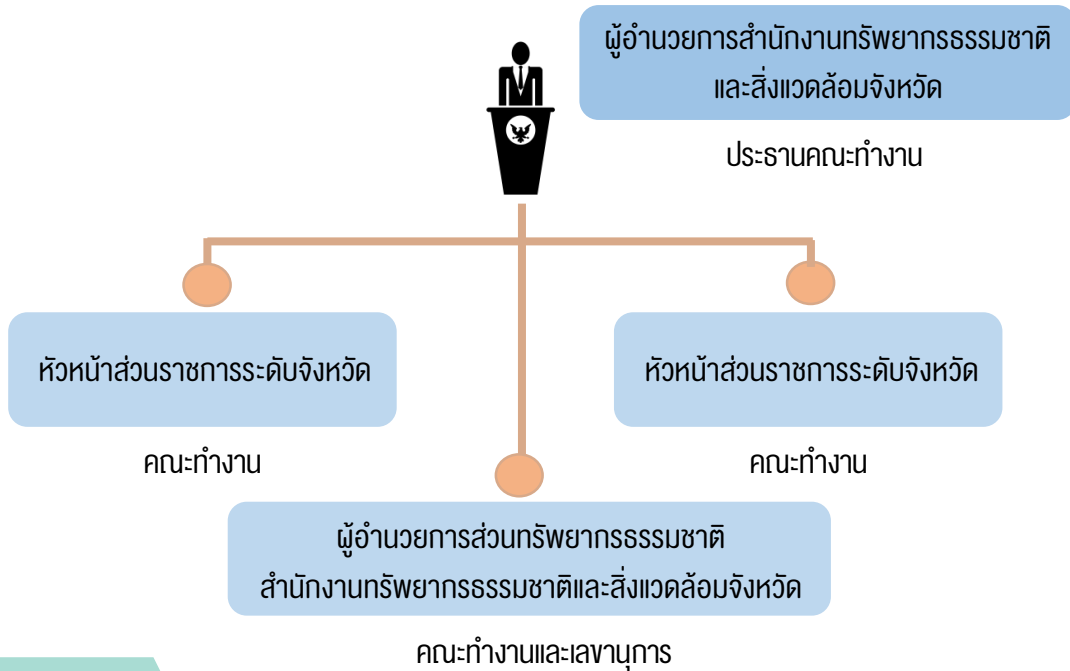 ผู้อำนวยการสำนักงานทรัพยากรธรรมชาติ
และสิ่งแวดล้อมจังหวัด
ประธานคณะทำงาน
หัวหน้าส่วนราชการระดับจังหวัด
คณะทำงาน
หัวหน้าส่วนราชการระดับจังหวัด
คณะทำงาน
ผู้อำนวยการส่วนทรัพยากรธรรมชาติ
สำนักงานทรัพยากรธรรมชาติและสิ่งแวดล้อมจังหวัด
คณะทำงานและเลขานุการ